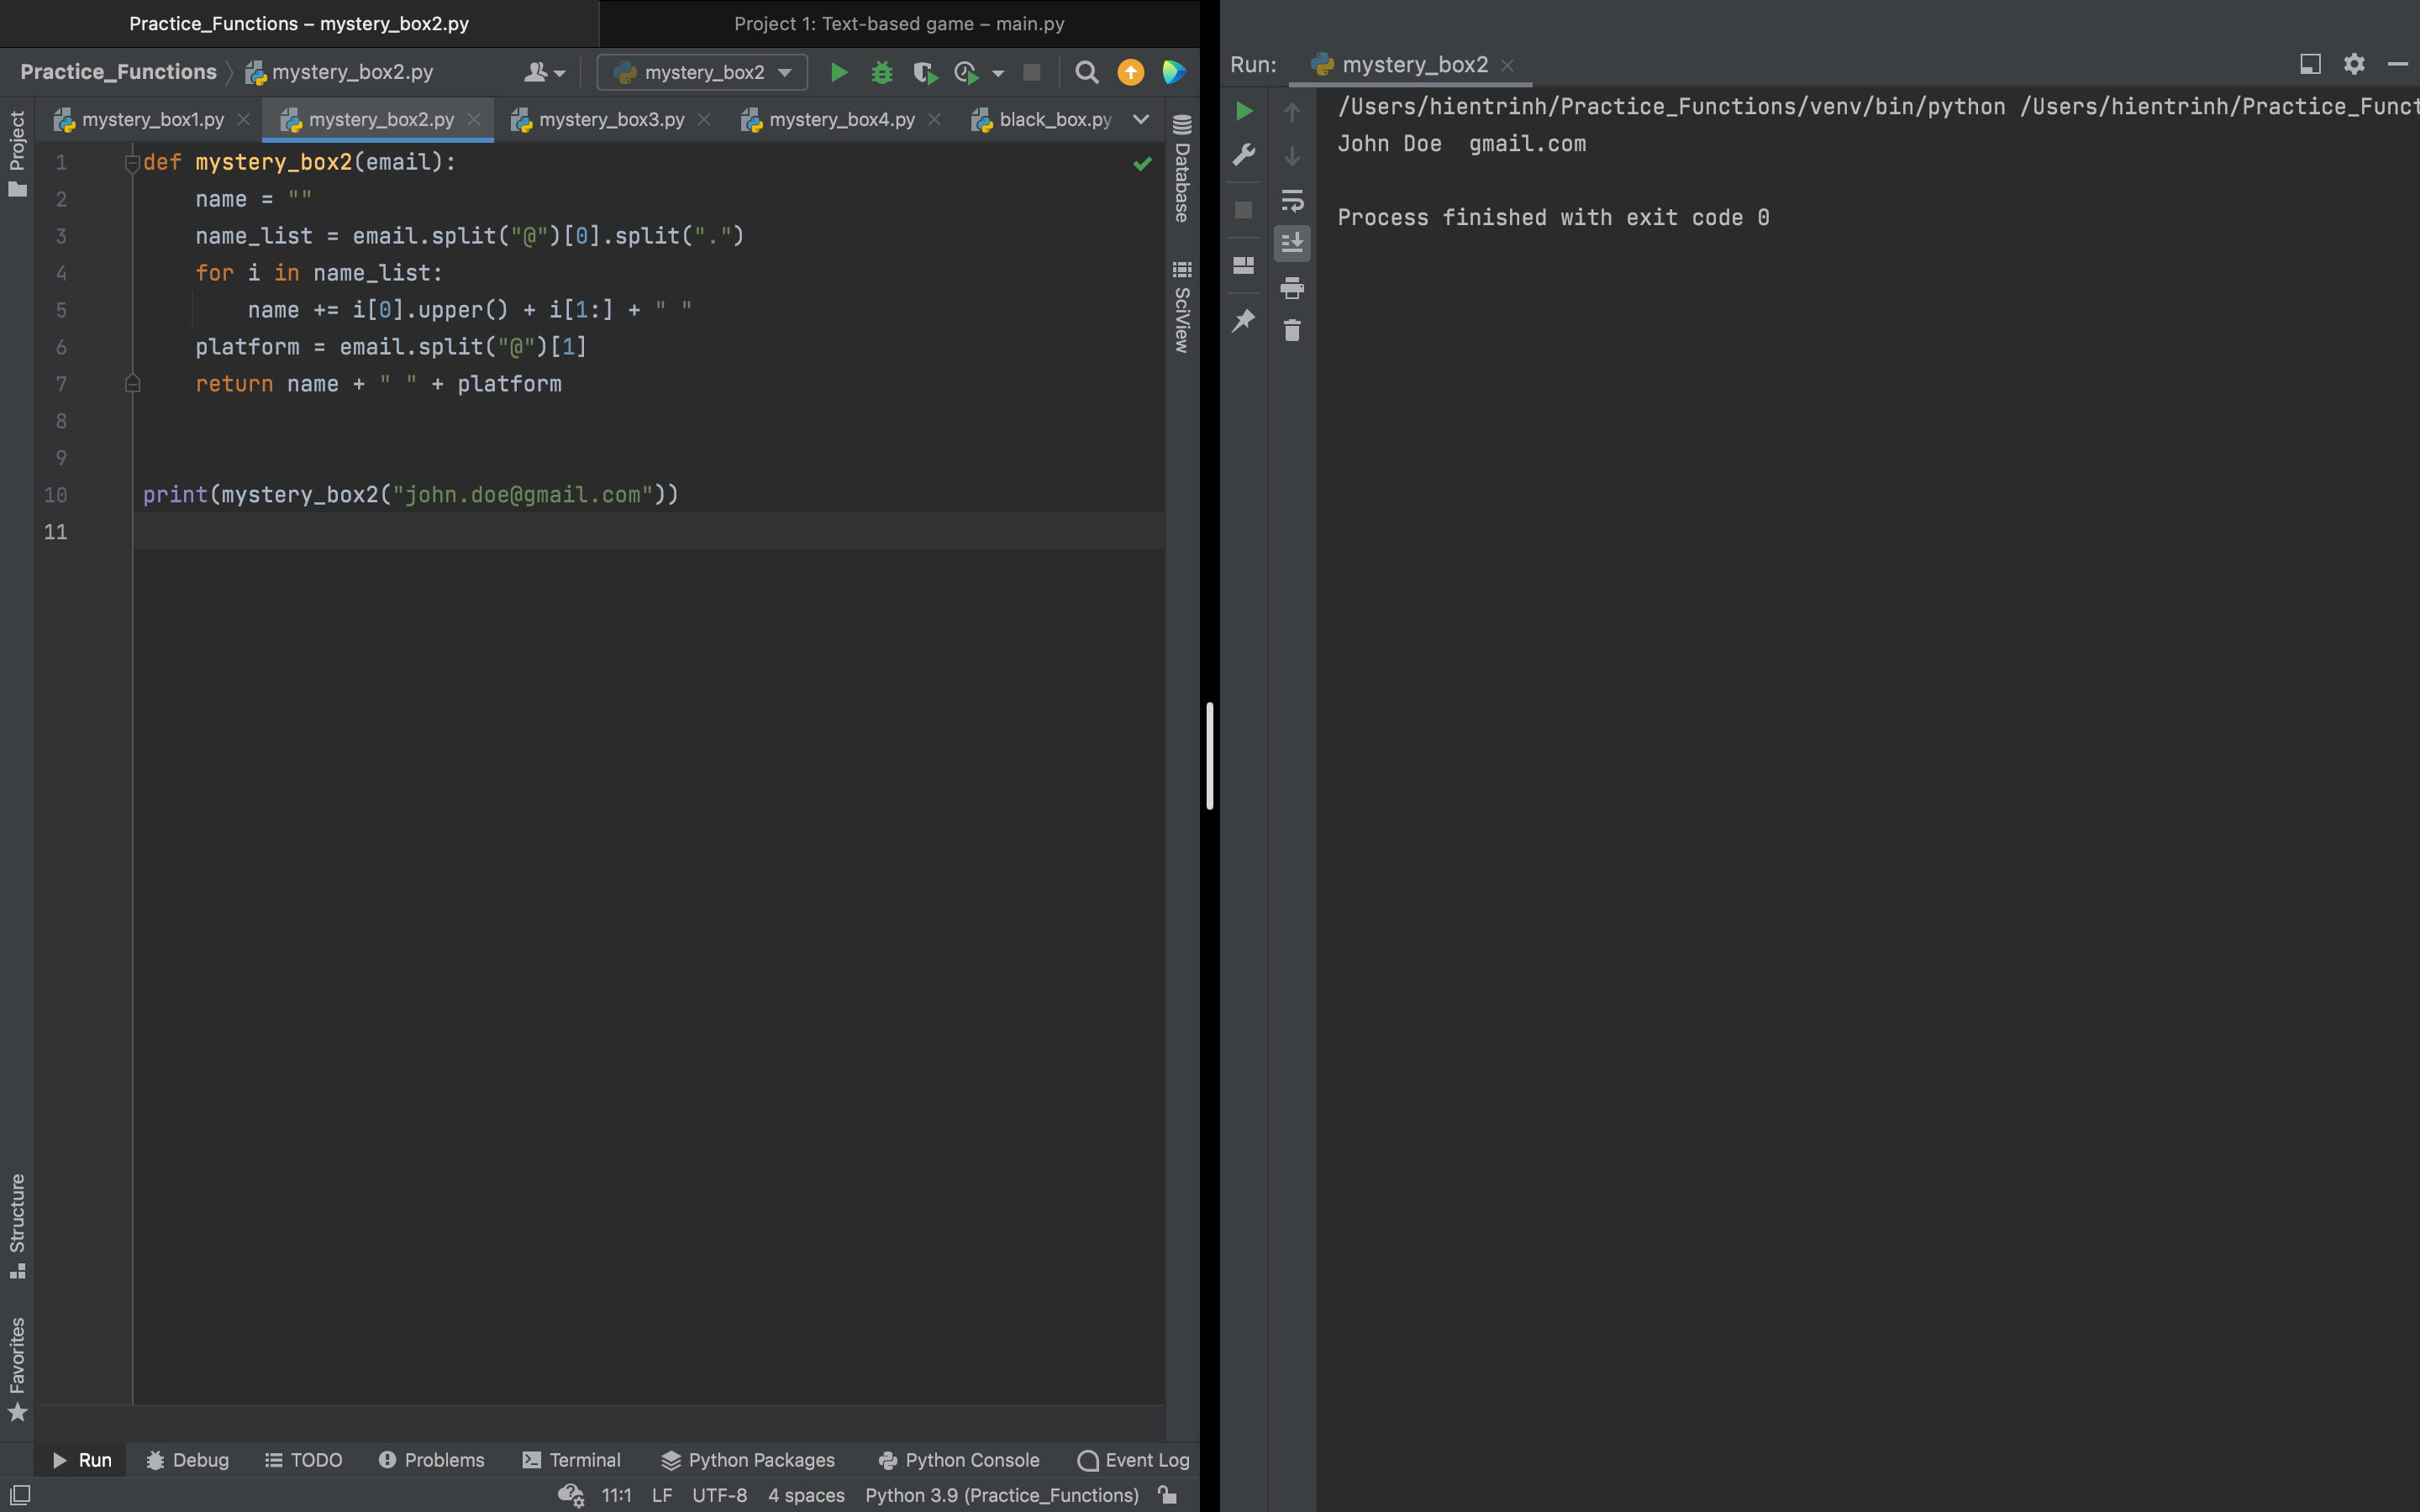 Practice_Functions – mystery_box2.py
Project 1: Text-based game – main.py
Practice_Functions
mystery_box2.py
mystery_box2
mystery_box1.py
mystery_box2.py
mystery_box3.py
mystery_box4.py
black_box.py
Project
Structure
Favorites
1 def mystery_box2(email):
2     name = ""
3     name_list = email.split("@")[0].split(".")
4     for i in name_list:
5         name += i[0].upper() + i[1:] + " "
6     platform = email.split("@")[1]
7     return name + " " + platform
8
9
10 print(mystery_box2("john.doe@gmail.com"))
11
Database
SciView
Run
Debug
TODO
Problems
Terminal
Python Packages
Python Console
Event Log
11:1
LF
UTF-8
4 spaces
Python 3.9 (Practice_Functions)
Run:
mystery_box2
/Users/hientrinh/Practice_Functions/venv/bin/python /Users/hientrinh/Practice_Funct
John Doe  gmail.com
Process finished with exit code 0